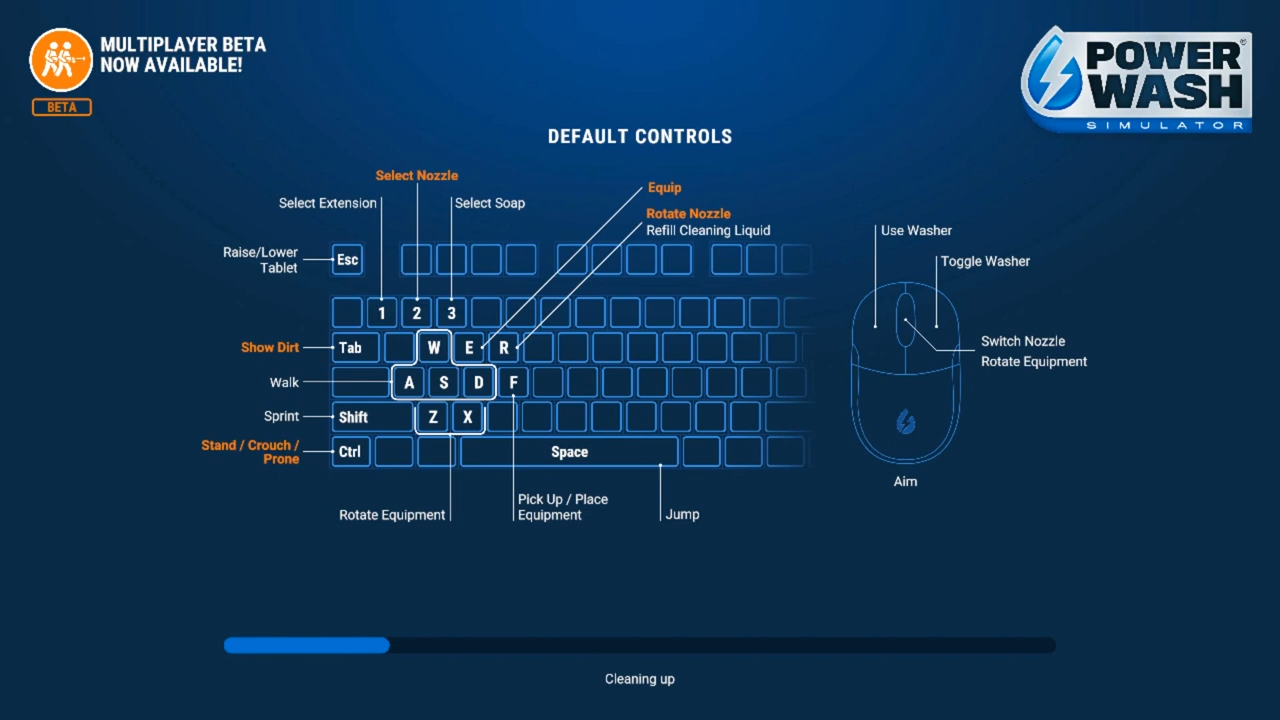 MULTIPLAYER BETA
NOW AVAILABLE!
BETA
POWER
WASH
SIMULATOR
DEFAULT CONTROLS
Select Nozzle
Select Extension
Select Soap
Equip
Rotate Nozzle
Refill Cleaning Liquid
Raise/Lower
Tablet
Esc
1 2 3
Show Dirt
Tab W E R
Walk
A S D F
Sprint
Shift Z X
Stand / Crouch /
Prone
Ctrl Space
Rotate Equipment
Pick Up / Place
Equipment
Jump
Use Washer
Toggle Washer
Switch Nozzle
Rotate Equipment
Aim
Cleaning up